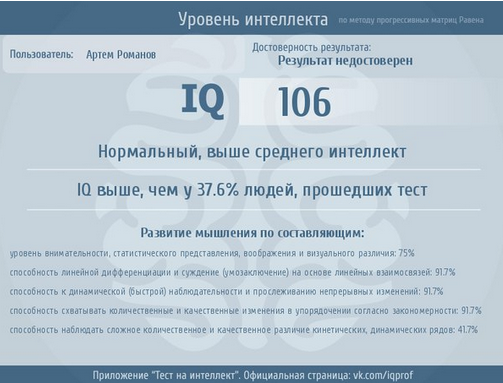 Уровень интеллекта по методу прогрессивных матриц Равена
Пользователь: Артем Романов
Достоверность результата:
Результат недостоверен
IQ 106
Нормальный, выше среднего интеллект
IQ выше, чем у 37.6% людей, прошедших тест
Развитие мышления по составляющим:
уровень внимательности, статистического представления, воображения и визуального различия: 75%
способность линейной дифференциации и суждение (умозаключение) на основе линейных взаимосвязей: 91.7%
способность к динамической (быстрой) наблюдательности и прослеживанию непрерывных изменений: 91.7%
способность схватывать количественные и качественные изменения в упорядочении согласно закономерности: 91.7%
способность наблюдать сложное количественное и качественное различие кинетических, динамических рядов: 41.7%
Приложение "Тест на интеллект". Официальная страница: vk.com/iqprof